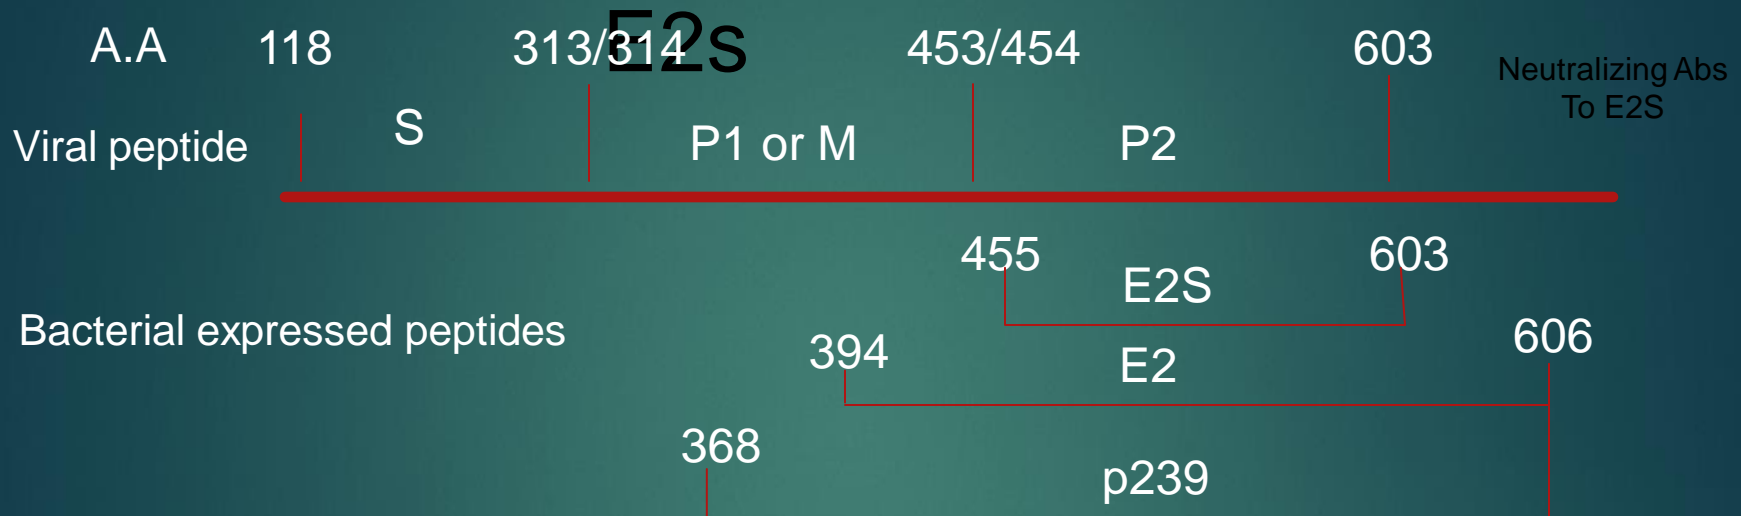 E2s
A.A 118 313/314 453/454 603
Neutralizing Abs
To E2S
Viral peptide S P1 or M P2
455 E2S 603
Bacterial expressed peptides
394 E2 606
368 p239